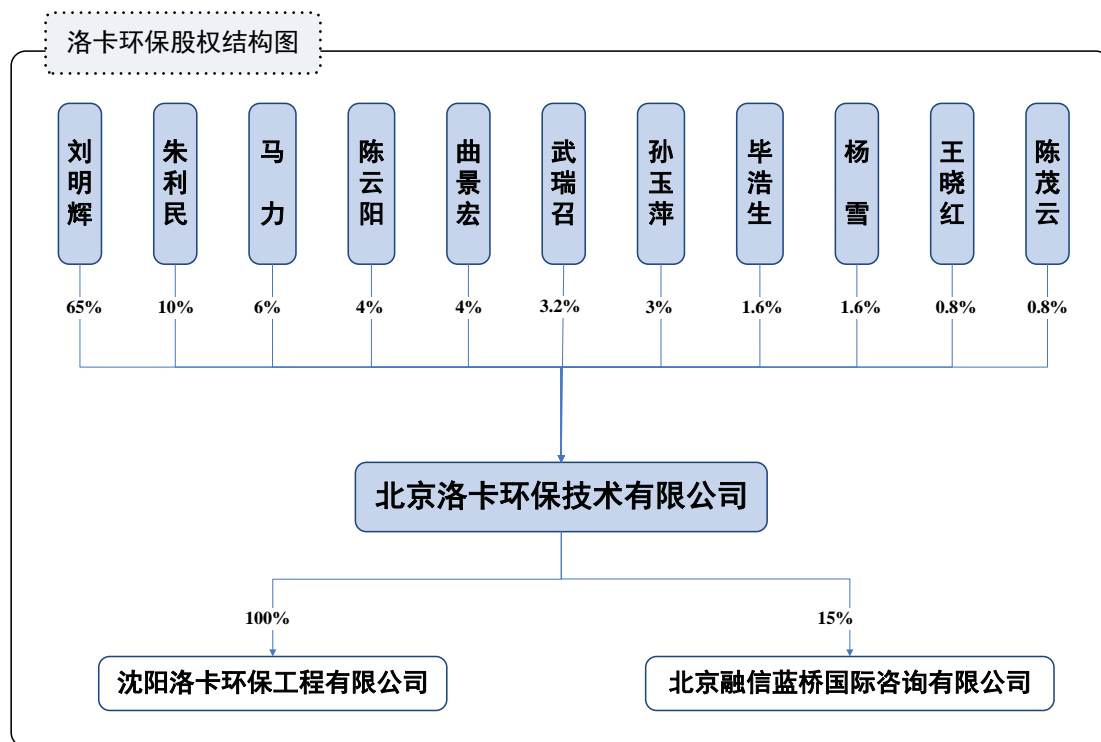 洛卡环保股权结构图
刘明辉
朱利民
马力
陈云阳
曲景宏
武瑞召
孙玉萍
毕浩生
杨雪
王晓红
陈茂云
65%
10%
6%
4%
4%
3.2%
3%
1.6%
1.6%
0.8%
0.8%
北京洛卡环保技术有限公司
100%
15%
沈阳洛卡环保工程有限公司
北京融信蓝桥国际咨询有限公司